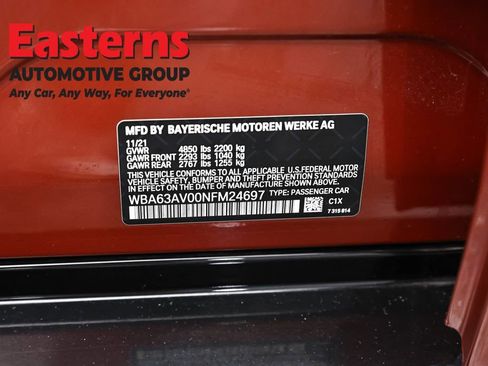 Easterns
AUTOMOTIVE GROUP
Any Car, Any Way, For Everyone®
MFD BY BAYERISCHE MOTOREN WERKE AG
11/21
GVWR 4850 lbs 2200 kg
GAWR FRONT 2293 lbs 1040 kg
GAWR REAR 2767 lbs 1255 kg
THIS VEHICLE CONFORMS TO ALL APPLICABLE U.S.FEDERAL MOTOR
VEHICLE SAFETY, BUMPER, AND THEFT PREVENTION STANDARDS IN
EFFECT ON THE DATE OF MANUFACTURE SHOWN ABOVE.
WBA63AV00NFM24697 TYPE: PASSENGER CAR
C1X
7 315 814